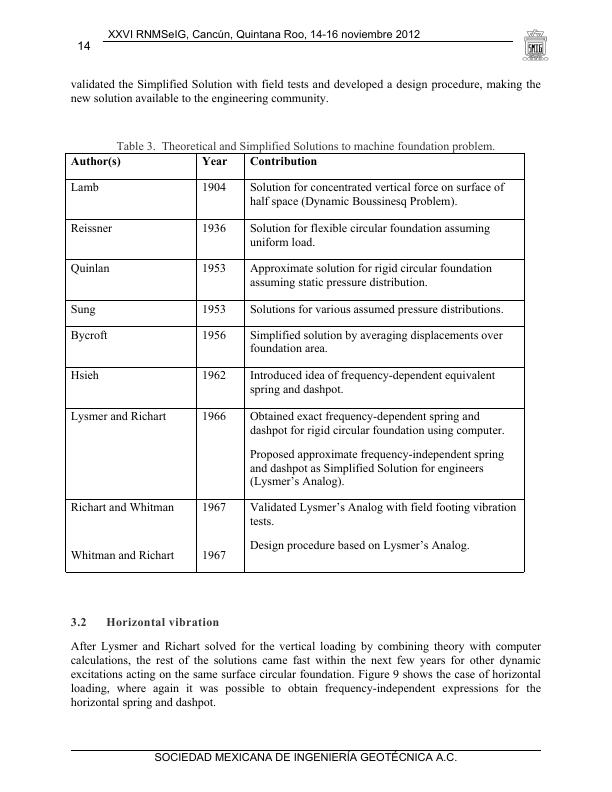 XXVI RNMSeIG, Cancún, Quintana Roo, 14-16 noviembre 2012
14
SMIG
validated the Simplified Solution with field tests and developed a design procedure, making the
new solution available to the engineering community.
Table 3. Theoretical and Simplified Solutions to machine foundation problem.
Author(s) Year Contribution
Lamb 1904 Solution for concentrated vertical force on surface of
half space (Dynamic Boussinesq Problem).
Reissner 1936 Solution for flexible circular foundation assuming
uniform load.
Quinlan 1953 Approximate solution for rigid circular foundation
assuming static pressure distribution.
Sung 1953 Solutions for various assumed pressure distributions.
Bycroft 1956 Simplified solution by averaging displacements over
foundation area.
Hsieh 1962 Introduced idea of frequency-dependent equivalent
spring and dashpot.
Lysmer and Richart 1966 Obtained exact frequency-dependent spring and
dashpot for rigid circular foundation using computer.
Proposed approximate frequency-independent spring
and dashpot as Simplified Solution for engineers
(Lysmer’s Analog).
Richart and Whitman 1967 Validated Lysmer’s Analog with field footing vibration
tests.
Design procedure based on Lysmer’s Analog.
Whitman and Richart 1967
3.2 Horizontal vibration
After Lysmer and Richart solved for the vertical loading by combining theory with computer
calculations, the rest of the solutions came fast within the next few years for other dynamic
excitations acting on the same surface circular foundation. Figure 9 shows the case of horizontal
loading, where again it was possible to obtain frequency-independent expressions for the
horizontal spring and dashpot.
SOCIEDAD MEXICANA DE INGENIERÍA GEOTÉCNICA A.C.